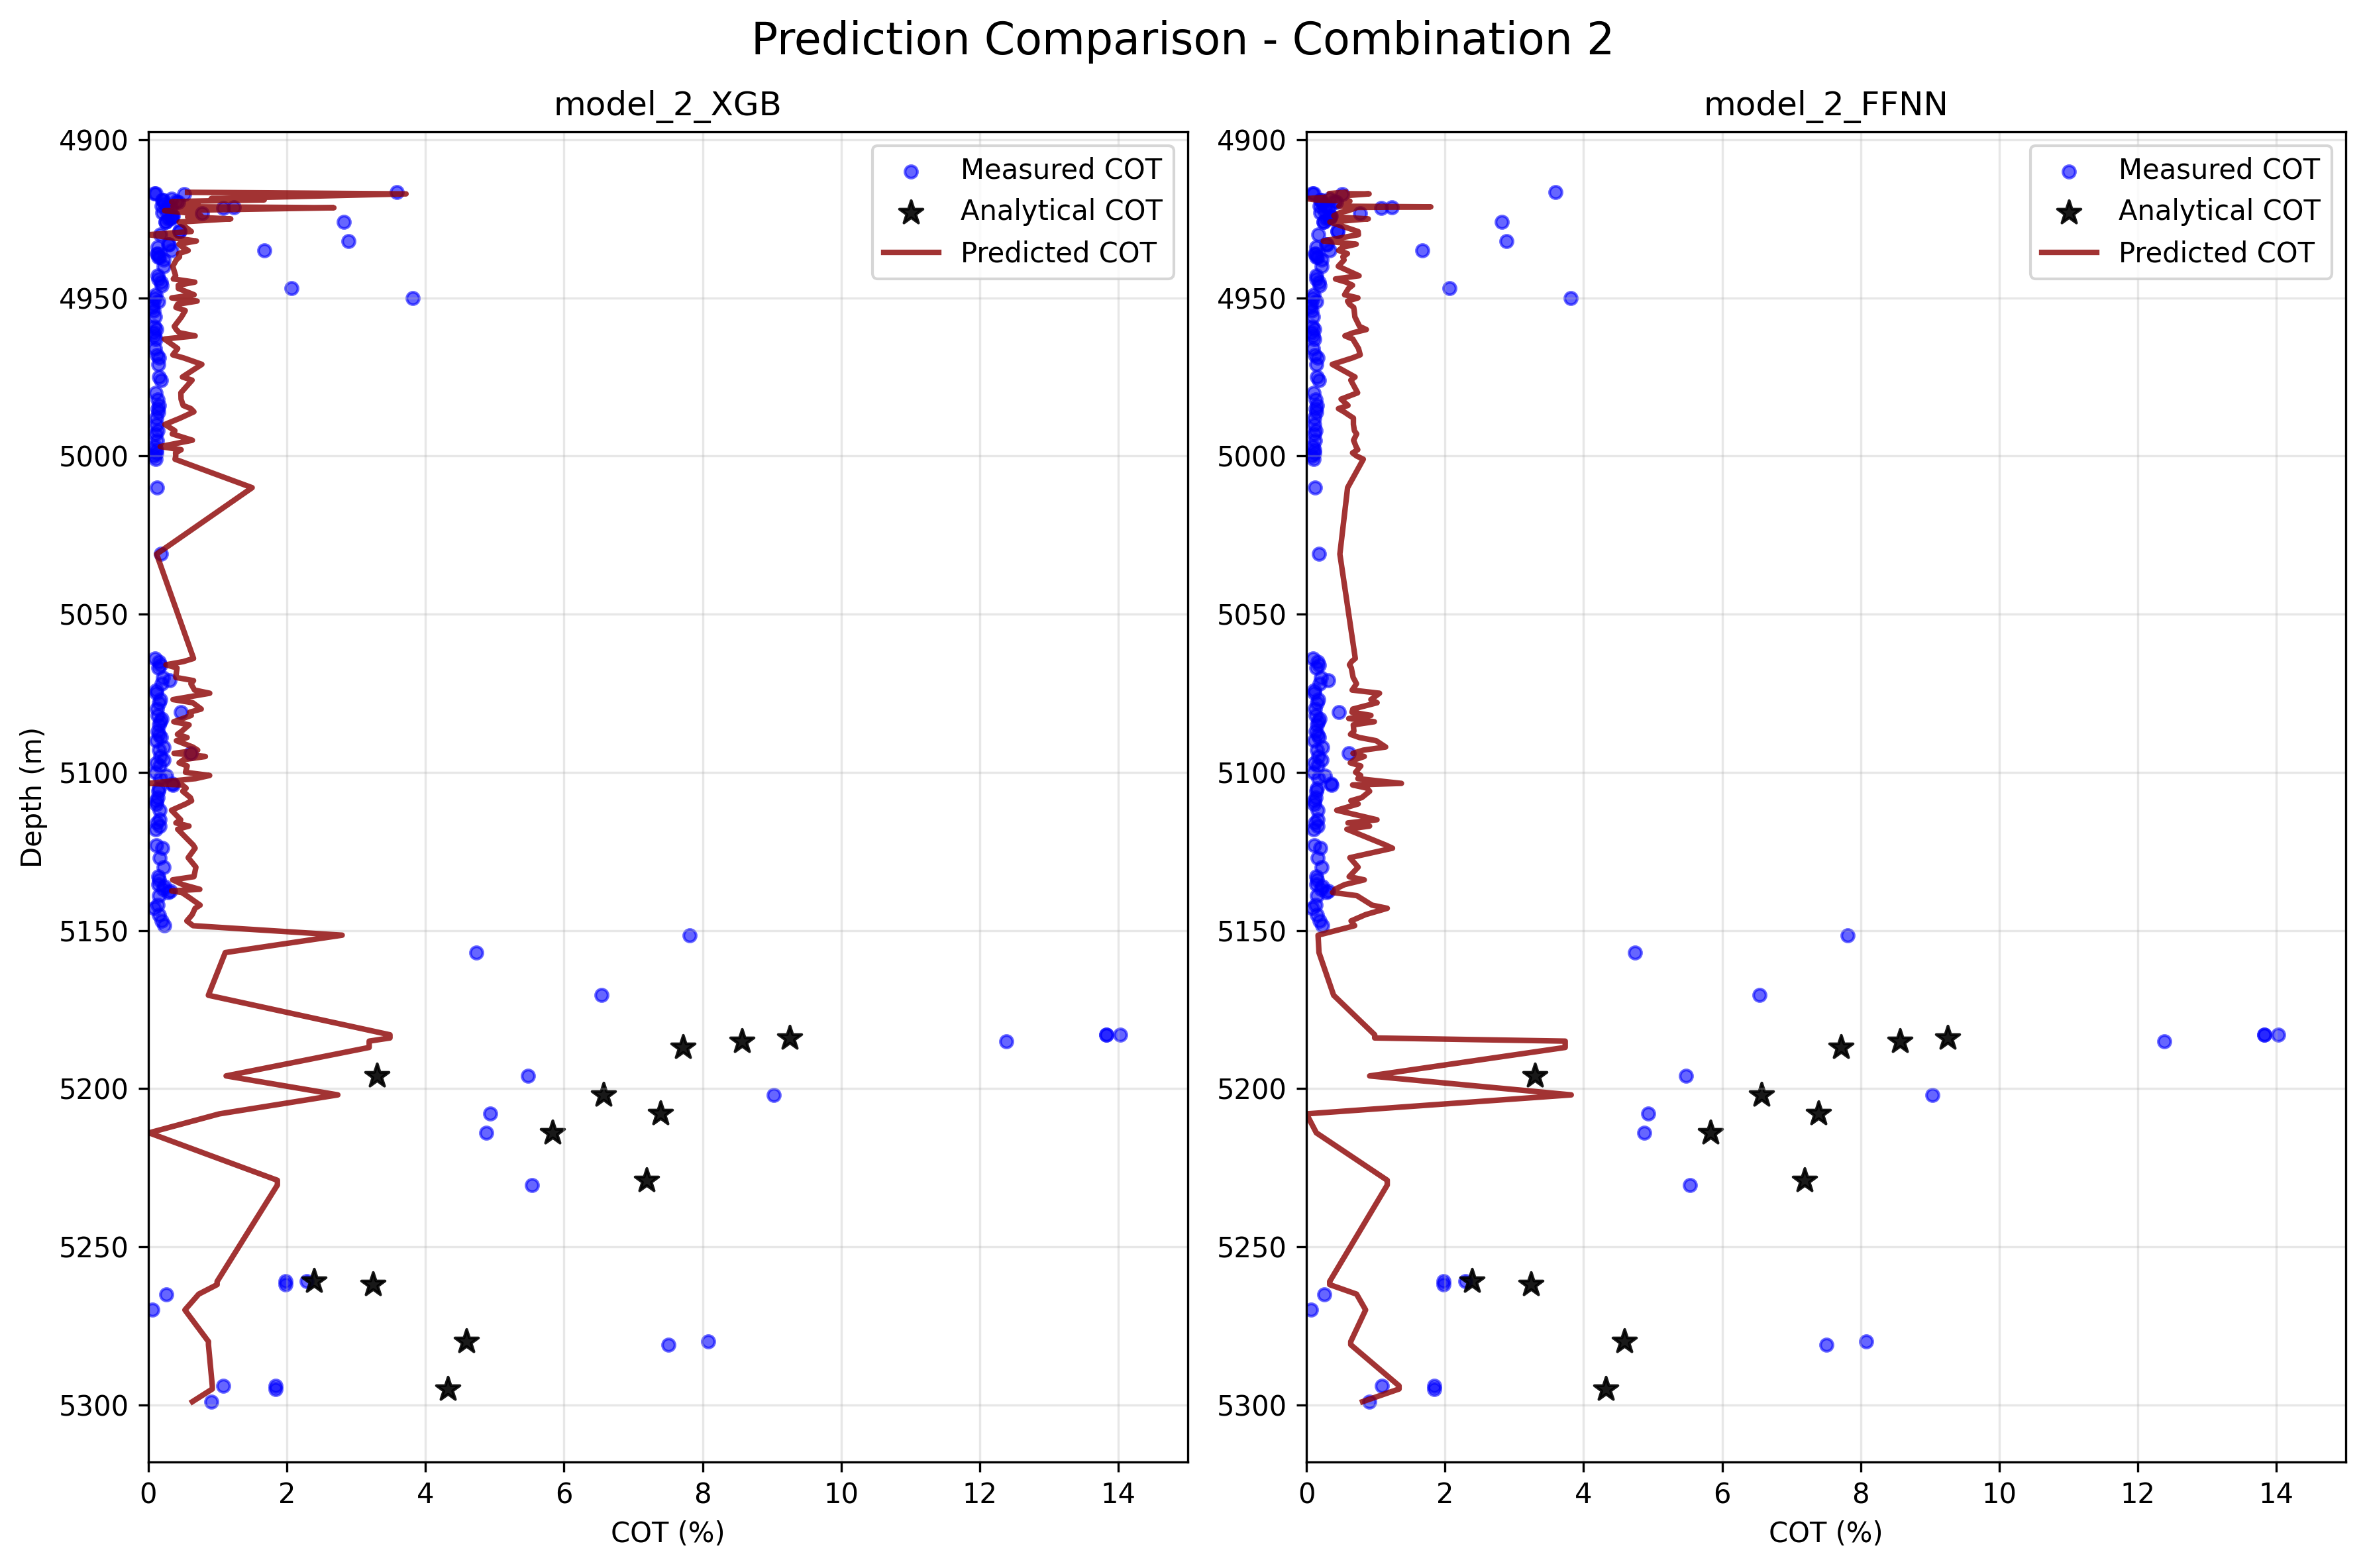 Prediction Comparison - Combination 2
model_2_XGB
4900
4950
5000
5050
5100
5150
5200
5250
5300
Depth (m)
0 2 4 6 8 10 12 14
COT (%)
Measured COT
Analytical COT
Predicted COT
model_2_FFNN
4900
4950
5000
5050
5100
5150
5200
5250
5300
0 2 4 6 8 10 12 14
COT (%)
Measured COT
Analytical COT
Predicted COT